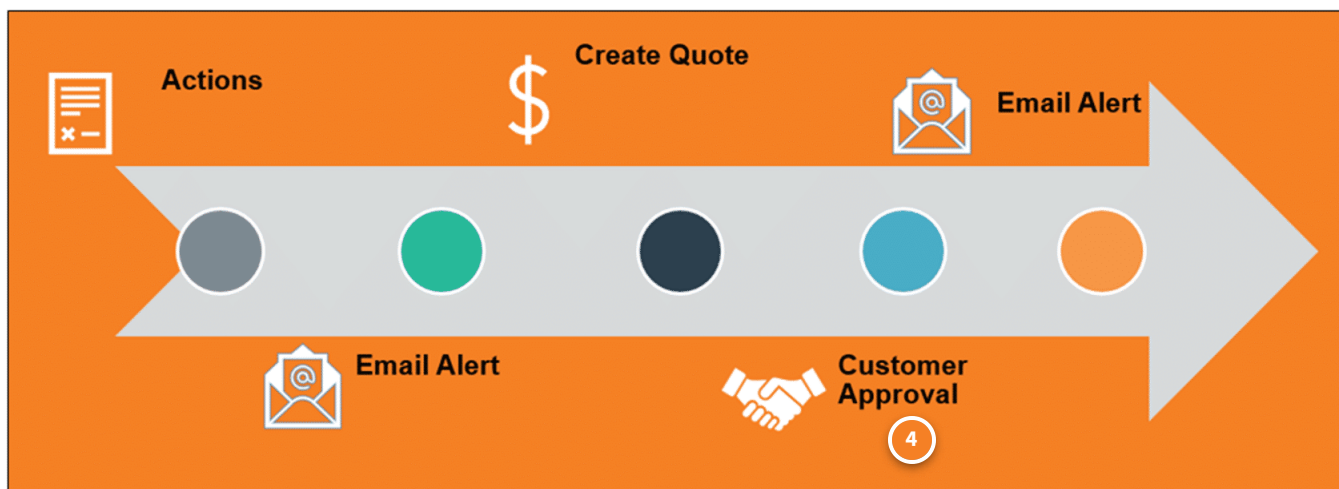 Actions
Email Alert
Create Quote
Customer
Approval
4
Email Alert